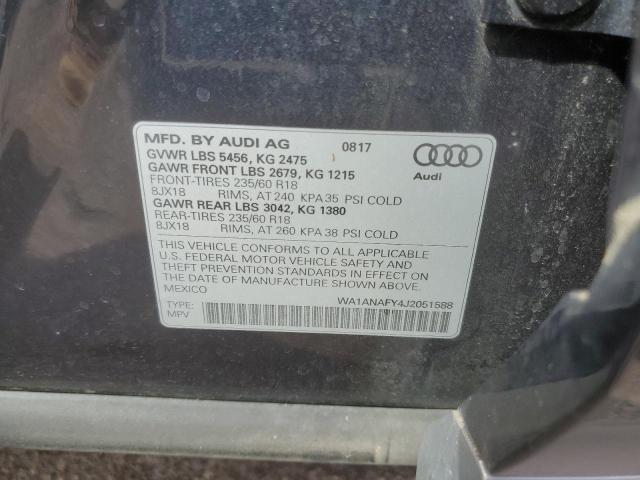 MFD. BY AUDI AG 0817
GVWR LBS 5456, KG 2475
GAWR FRONT LBS 2679, KG 1215
FRONT-TIRES 235/60 R18
8JX18 RIMS, AT 240 KPA 35 PSI COLD
GAWR REAR LBS 3042, KG 1380
REAR-TIRES 235/60 R18
8JX18 RIMS, AT 260 KPA 38 PSI COLD
Audi
THIS VEHICLE CONFORMS TO ALL APPLICABLE
U.S. FEDERAL MOTOR VEHICLE SAFETY AND
THEFT PREVENTION STANDARDS IN EFFECT ON
THE DATE OF MANUFACTURE SHOWN ABOVE.
MEXICO
WA1ANAFY4J2051588
TYPE:
MPV